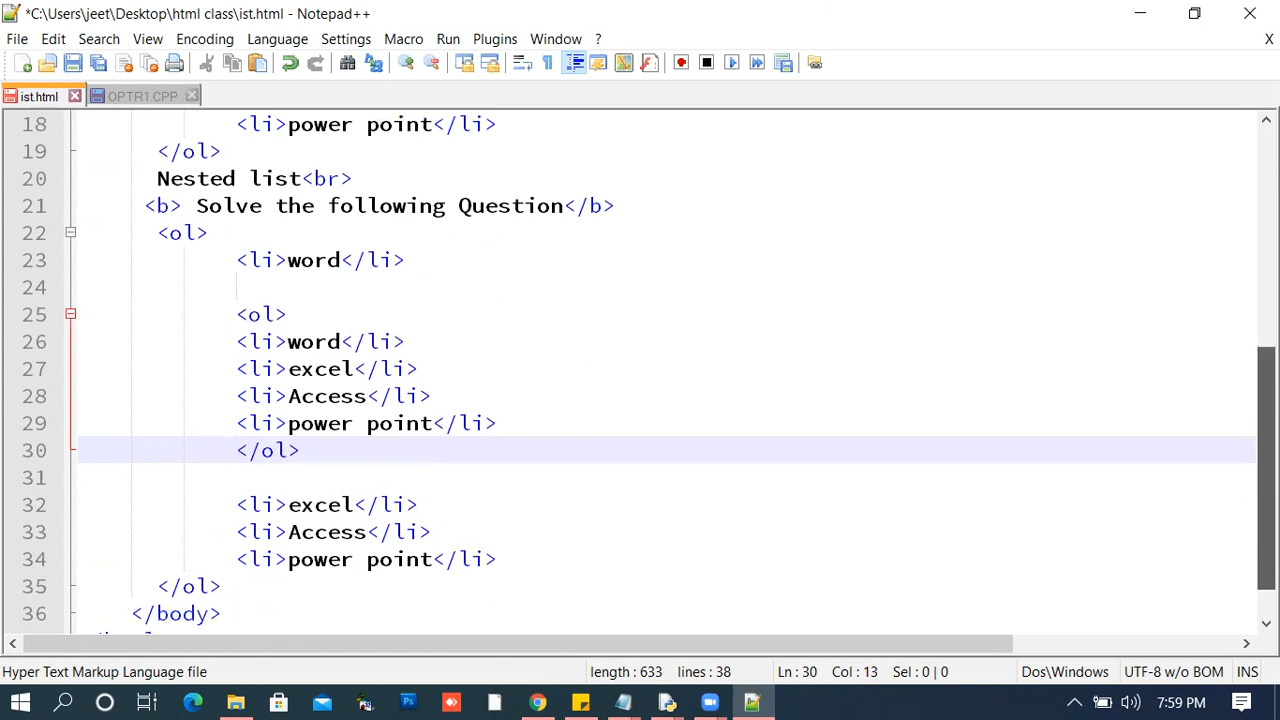 *C:\Users\jeet\Desktop\html class\ist.html - Notepad++
File Edit Search View Encoding Language Settings Macro Run Plugins Window ? X
ist.html OPTR1.CPP
18 <li>power point</li>
19 </ol>
20 Nested list<br>
21 <b> Solve the following Question</b>
22 <ol>
23 <li>word</li>
24
25 <ol>
26 <li>word</li>
27 <li>excel</li>
28 <li>Access</li>
29 <li>power point</li>
30 </ol>
31
32 <li>excel</li>
33 <li>Access</li>
34 <li>power point</li>
35 </ol>
36 </body>
Hyper Text Markup Language file length : 633 lines : 38 Ln : 30 Col : 13 Sel : 0 | 0 Dos\Windows UTF-8 w/o BOM INS
7:59 PM